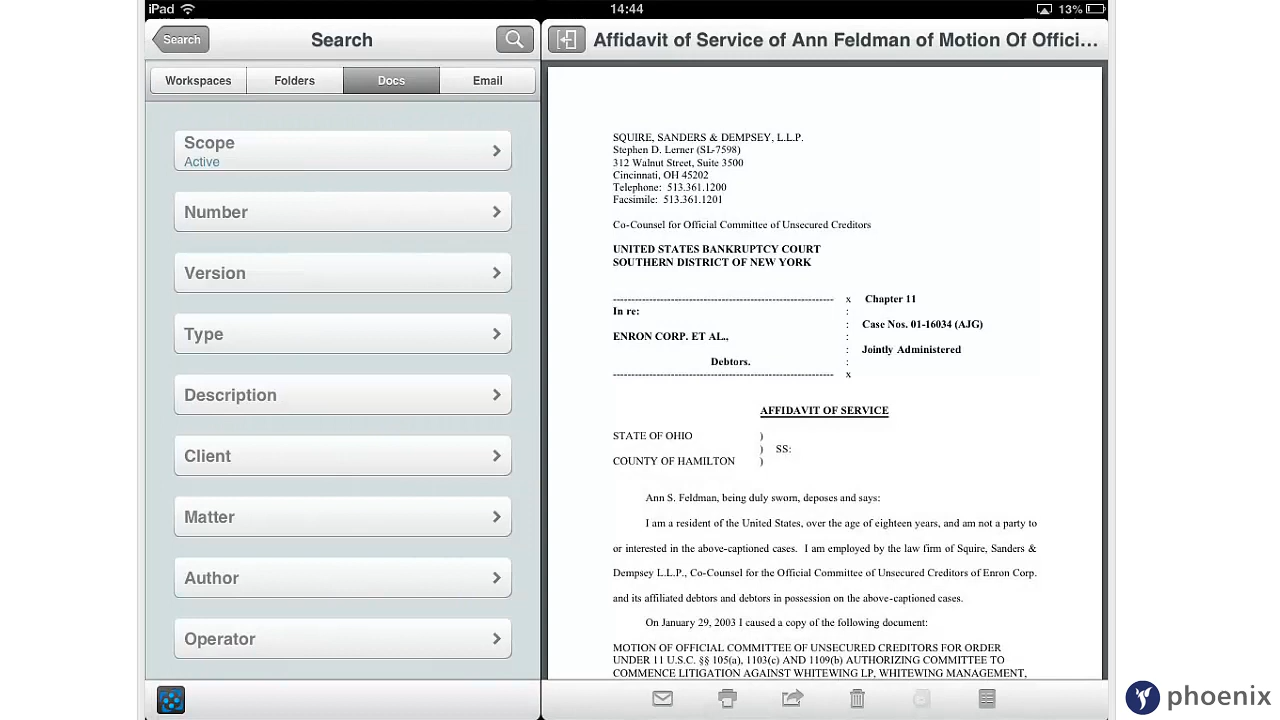 iPad 14:44 13%
Search
Search
Workspaces Folders Docs Email
Scope
Active
Number
Version
Type
Description
Client
Matter
Author
Operator
Affidavit of Service of Ann Feldman of Motion Of Offici...
SQUIRE, SANDERS & DEMPSEY, L.L.P.
Stephen D. Lerner (SL-7598)
312 Walnut Street, Suite 3500
Cincinnati, OH 45202
Telephone: 513.361.1200
Facsimile: 513.361.1201
Co-Counsel for Official Committee of Unsecured Creditors
UNITED STATES BANKRUPTCY COURT
SOUTHERN DISTRICT OF NEW YORK
---------------------------------------------------------------- x Chapter 11
In re: :
: Case Nos. 01-16034 (AJG)
ENRON CORP. ET AL., :
: Jointly Administered
Debtors. :
---------------------------------------------------------------- x
AFFIDAVIT OF SERVICE
STATE OF OHIO )
) SS:
COUNTY OF HAMILTON )
Ann S. Feldman, being duly sworn, deposes and says:
I am a resident of the United States, over the age of eighteen years, and am not a party to
or interested in the above-captioned cases. I am employed by the law firm of Squire, Sanders &
Dempsey L.L.P., Co-Counsel for the Official Committee of Unsecured Creditors of Enron Corp.
and its affiliated debtors and debtors in possession on the above-captioned cases.
On January 29, 2003 I caused a copy of the following document:
MOTION OF OFFICIAL COMMITTEE OF UNSECURED CREDITORS FOR ORDER
UNDER 11 U.S.C. §§ 105(a), 1103(c) AND 1109(b) AUTHORIZING COMMITTEE TO
COMMENCE LITIGATION AGAINST WHITEWING LP, WHITEWING MANAGEMENT,
phoenix